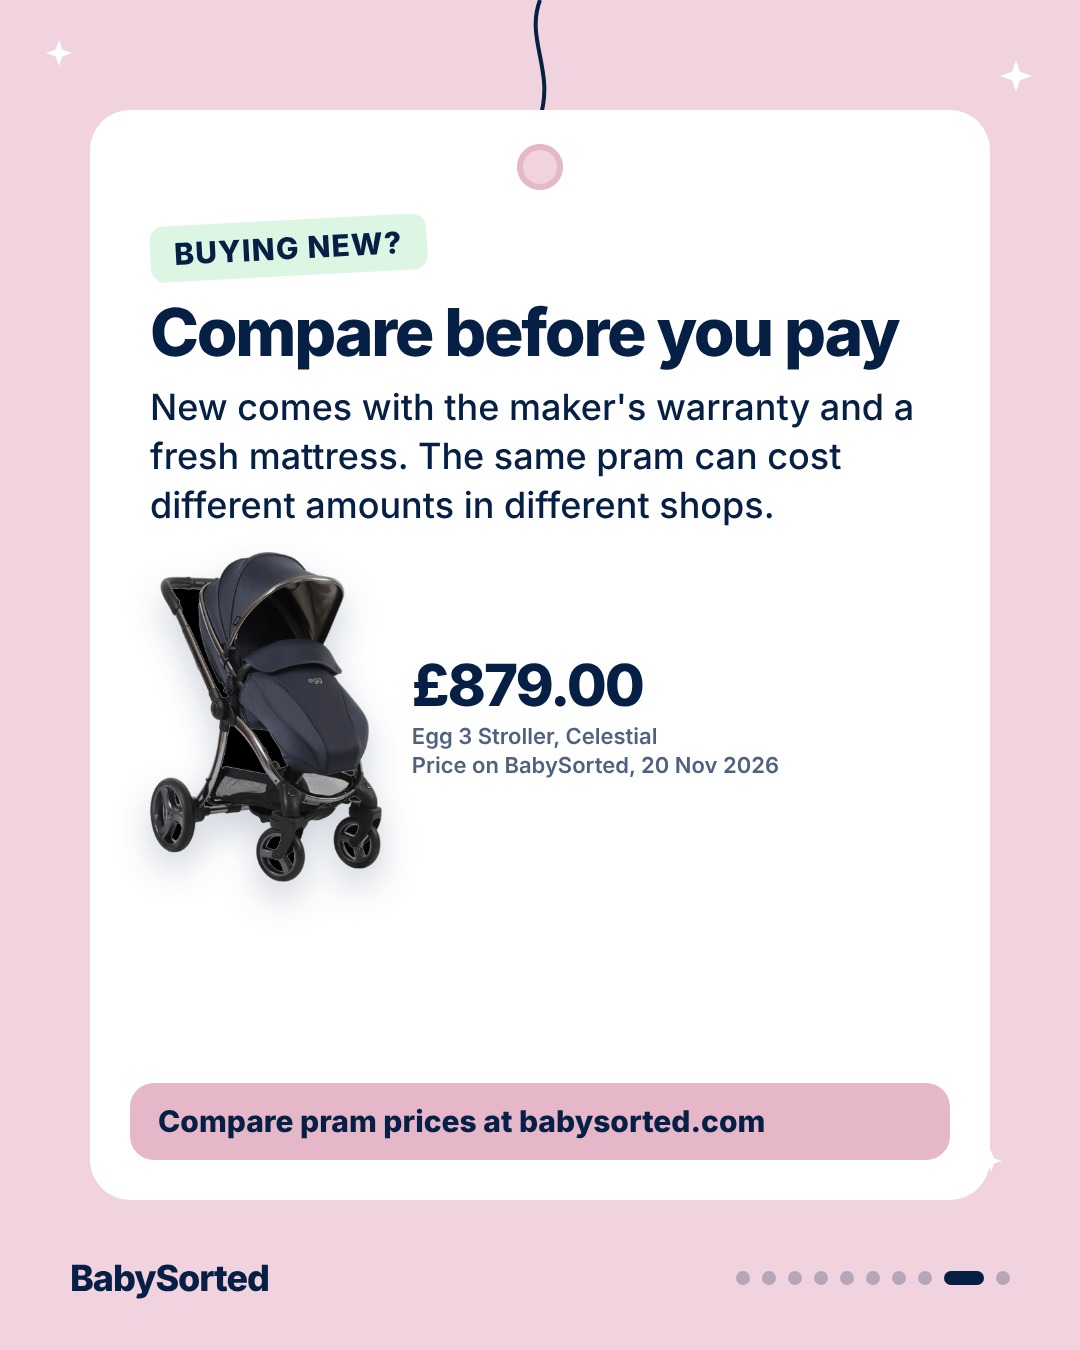 BUYING NEW?
Compare before you pay
New comes with the maker's warranty and a
fresh mattress. The same pram can cost
different amounts in different shops.
egg
£879.00
Egg 3 Stroller, Celestial
Price on BabySorted, 20 Nov 2026
Compare pram prices at babysorted.com
BabySorted